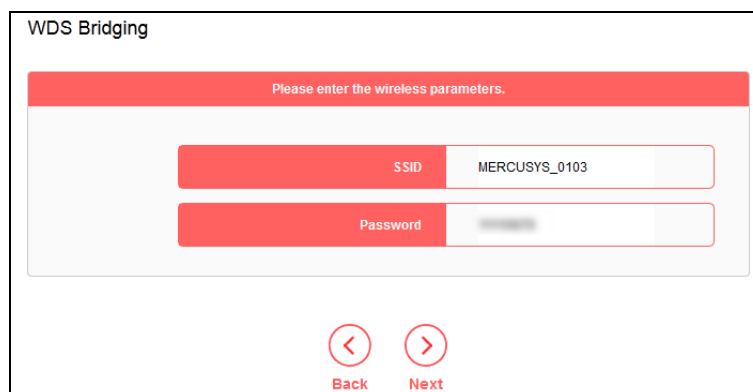 WDS Bridging
Please enter the wireless parameters.
SSID MERCUSYS_0103
Password
Back Next